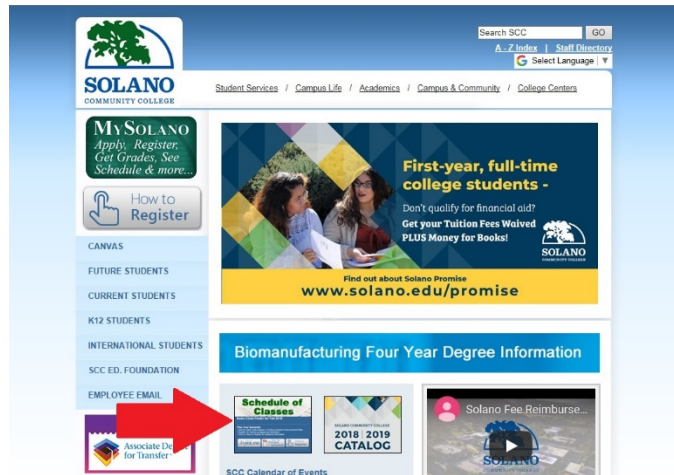 Search SCC GO
A - Z Index | Staff Directory
Select Language ▼
SOLANO
COMMUNITY COLLEGE
Student Services / Campus Life / Academics / Campus & Community / College Centers
MYSOLANO
Apply, Register,
Get Grades, See
Schedule & more...
How to
Register
CANVAS
FUTURE STUDENTS
CURRENT STUDENTS
K12 STUDENTS
INTERNATIONAL STUDENTS
SCC ED. FOUNDATION
EMPLOYEE EMAIL
Associate De
for Transfer
First-year, full-time
college students -
Don't qualify for financial aid?
Get your Tuition Fees Waived
PLUS Money for Books!
SOLANO
COMMUNITY COLLEGE
Find out about Solano Promise
www.solano.edu/promise
Biomanufacturing Four Year Degree Information
Schedule of
Classes
SOLANO COMMUNITY COLLEGE
2018 | 2019
CATALOG
SCC Calendar of Events
Solano Fee Reimburse...
SOLANO